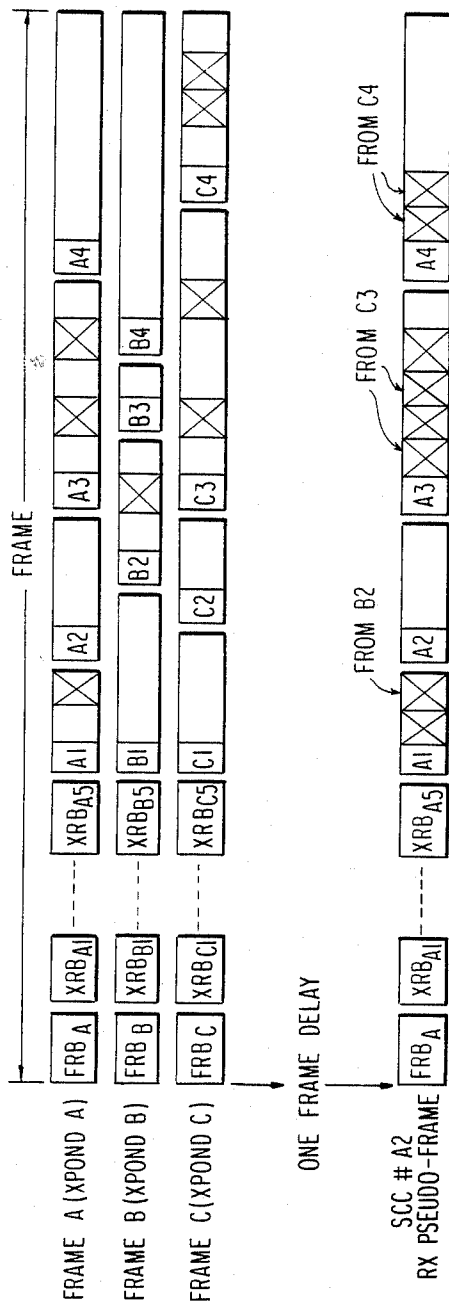 FRAME
FRAME A (XPOND A)
FRB A XRB A1 XRB A5 A1 A2 A3 A4
FRAME B (XPOND B)
FRB B XRB B1 XRB B5 B1 B2 B3 B4
FRAME C (XPOND C)
FRB C XRB C1 XRB C5 C1 C2 C3 C4
ONE FRAME DELAY
FROM B2
FROM C3
FROM C4
SCC # A2
RX PSEUDO-FRAME
FRB A XRB A1 XRB A5 A1 A2 A3 A4